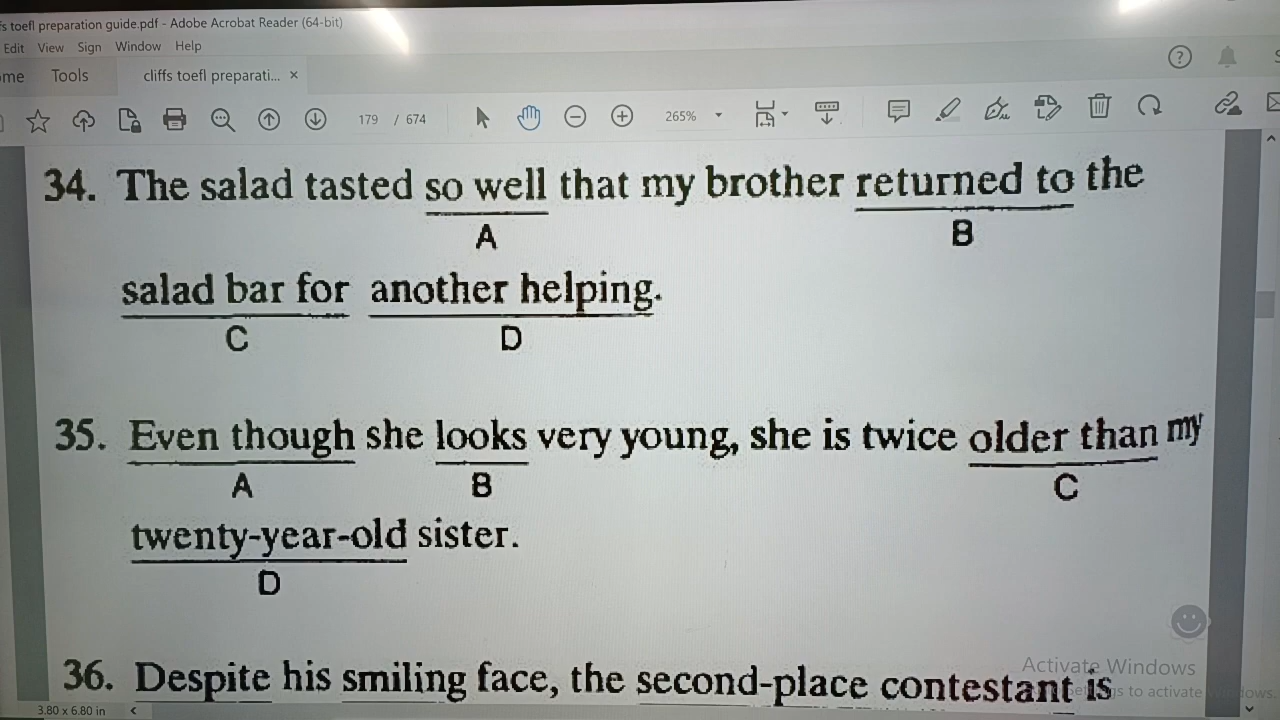 fs toefl preparation guide.pdf - Adobe Acrobat Reader (64-bit)
Edit View Sign Window Help
Tools cliffs toefl preparati... ×
179 / 674 265%
34. The salad tasted so well that my brother returned to the
A B
salad bar for another helping.
C D
35. Even though she looks very young, she is twice older than my
A B C
twenty-year-old sister.
D
36. Despite his smiling face, the second-place contestant is
Activate Windows
to activate Windows.
3.80 x 6.80 in